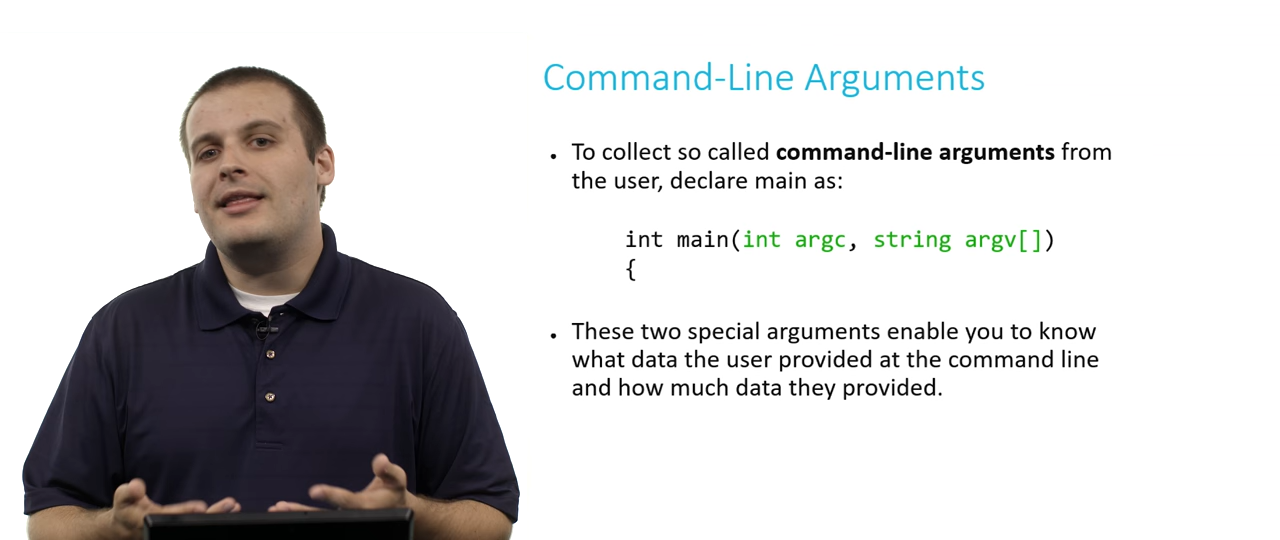 Command-Line Arguments
• To collect so called command-line arguments from
the user, declare main as:
int main(int argc, string argv[])
{
• These two special arguments enable you to know
what data the user provided at the command line
and how much data they provided.